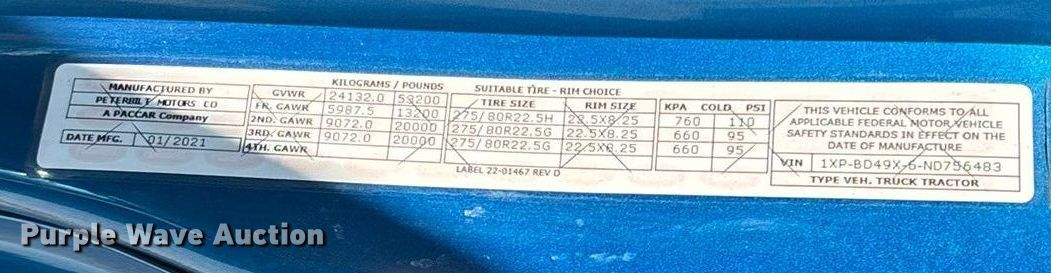 MANUFACTURED BY
PETERBILT MOTORS CO
A PACCAR Company
DATE MFG. 01/2021
KILOGRAMS / POUNDS
GVWR 24132.0 53200
FR. GAWR 5987.5 13200
2ND. GAWR 9072.0 20000
3RD. GAWR 9072.0 20000
4TH. GAWR
SUITABLE TIRE - RIM CHOICE
TIRE SIZE RIM SIZE
275/80R22.5H 22.5X8.25
275/80R22.5G 22.5X8.25
275/80R22.5G 22.5X8.25
KPA COLD PSI
760 110
660 95
660 95
LABEL 22-01467 REV D
THIS VEHICLE CONFORMS TO ALL
APPLICABLE FEDERAL MOTOR VEHICLE
SAFETY STANDARDS IN EFFECT ON THE
DATE OF MANUFACTURE
VIN 1XP-BD49X-6-ND756483
TYPE VEH. TRUCK TRACTOR
Purple Wave Auction